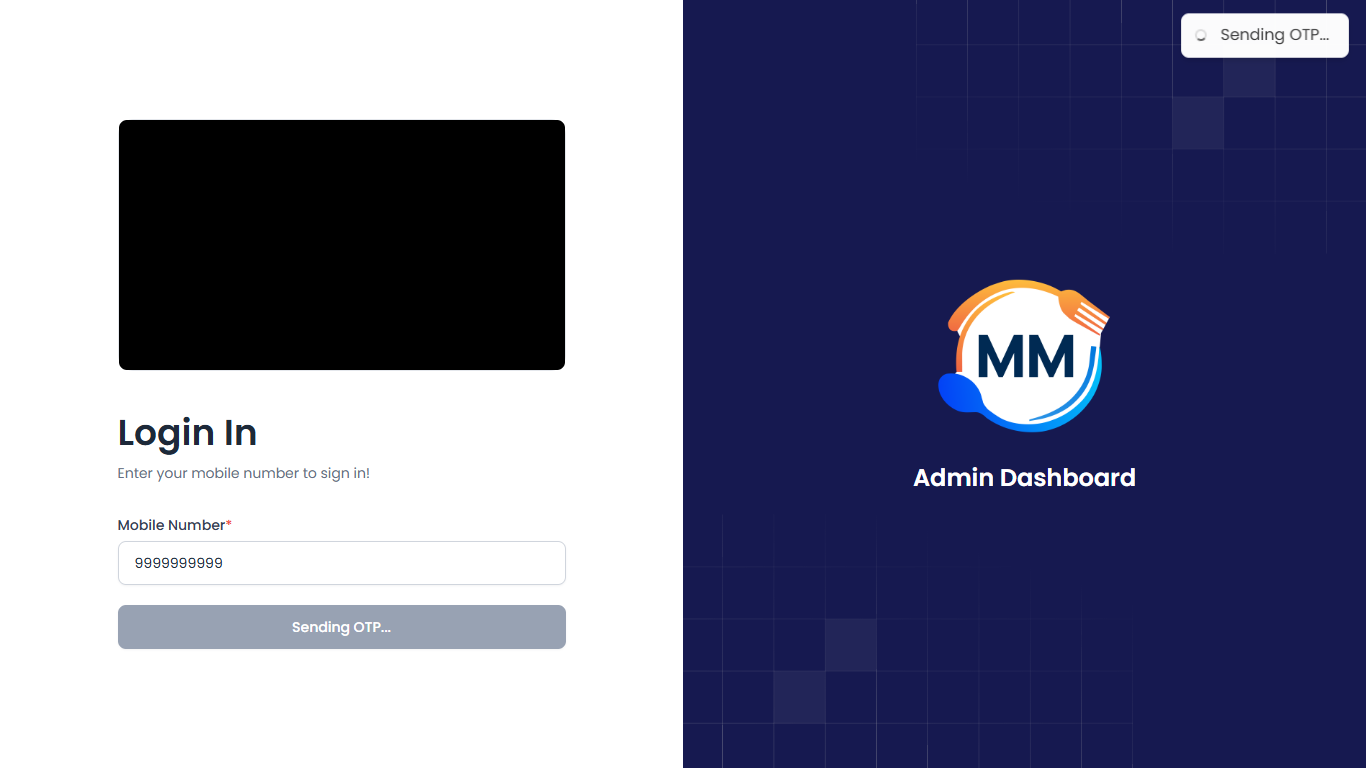 Sending OTP...
Login In
Enter your mobile number to sign in!
Mobile Number*
9999999999
Sending OTP...
MM
Admin Dashboard